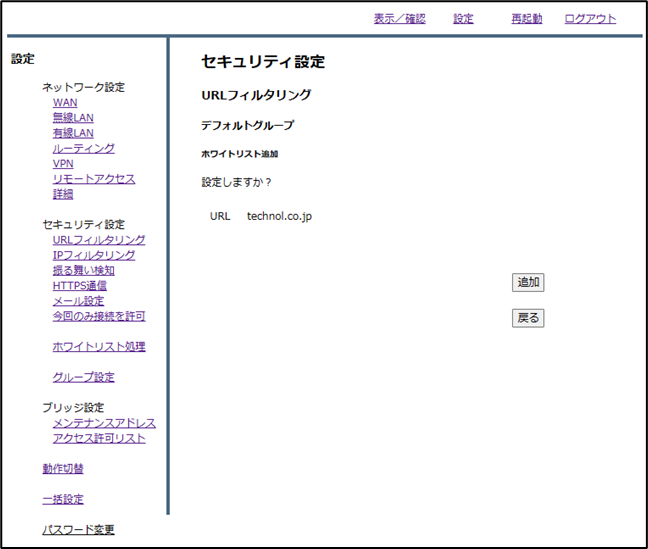 表示／確認 設定 再起動 ログアウト
設定
ネットワーク設定
WAN
無線LAN
有線LAN
ルーティング
VPN
リモートアクセス
詳細
セキュリティ設定
URLフィルタリング
IPフィルタリング
振る舞い検知
HTTPS通信
メール設定
今回のみ接続を許可
ホワイトリスト処理
グループ設定
ブリッジ設定
メンテナンスアドレス
アクセス許可リスト
動作切替
一括設定
パスワード変更
セキュリティ設定
URLフィルタリング
デフォルトグループ
ホワイトリスト追加
設定しますか？
URL technol.co.jp
追加
戻る